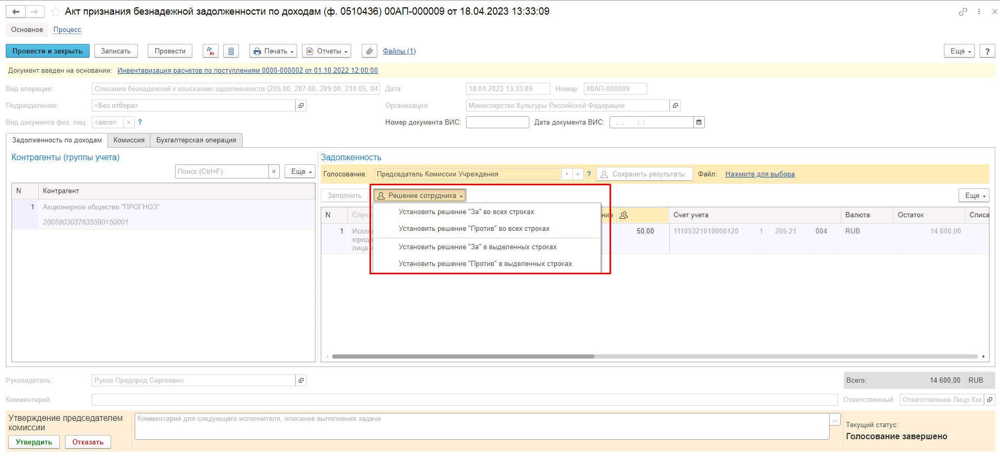 Акт признания безнадежной задолженности по доходам (ф. 0510436) 00АП-000009 от 18.04.2023 13:33:09
Основное Процесс
Провести и закрыть Записать Провести Дт Кт Печать Отчеты Файлы (1) Еще ?
Документ введен на основании: Инвентаризация расчетов по поступлениям 0000-000002 от 01.10.2022 12:00:00
Вид операции: Списание безнадежной к взысканию задолженности (205.00, 207.00, 209.00, 210.05, 04 Дата: 18.04.2023 13:33:09 Номер: 00АП-000009
Подразделение: <Без отбора> Организация: Министерство Культуры Российской Федерации
Вид документа физ. лиц: <авто> × ? Номер документа ВИС: Дата документа ВИС: . . : :
Задолженность по доходам Комиссия Бухгалтерская операция
Контрагенты (группы учета)
Поиск (Ctrl+F) × Еще
N Контрагент
1 Акционерное общество "ПРОГНОЗ"
2005903037635590150001
Задолженность
Голосование: Председатель Комиссии Учреждения × ? Сохранить результаты Файл: Нажмите для выбора
Заполнить Решение сотрудника Еще
Установить решение "За" во всех строках
Установить решение "Против" во всех строках
Установить решение "За" в выделенных строках
Установить решение "Против" в выделенных строках
N Случа ние Счет учета Валюта Остаток Списа
1 Исклю 50,00 11105321010000120 1 205.21 004 RUB 14 600,00
юриди
лица и
Руководитель: Руков Предпрод Сергеевич Всего: 14 600,00 RUB
Комментарий: Ответственный: Ответственное Лицо Ком
Утверждение председателем
комиссии
Утвердить Отказать
Комментарий для следующего исполнителя, описание выполнения задачи ...
Текущий статус:
Голосование завершено